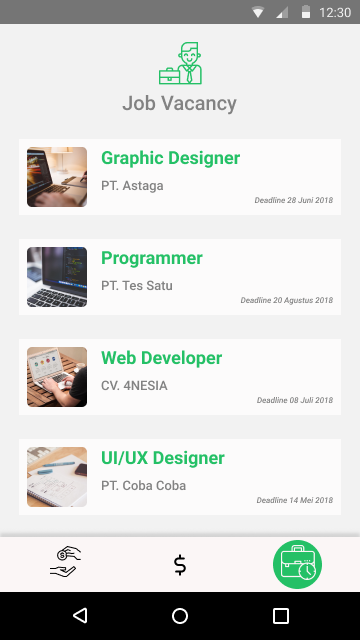 12:30
Job Vacancy
Graphic Designer
PT. Astaga
Deadline 28 Juni 2018
Programmer
PT. Tes Satu
Deadline 20 Agustus 2018
Web Developer
CV. 4NESIA
Deadline 08 Juli 2018
UI/UX Designer
PT. Coba Coba
Deadline 14 Mei 2018
$